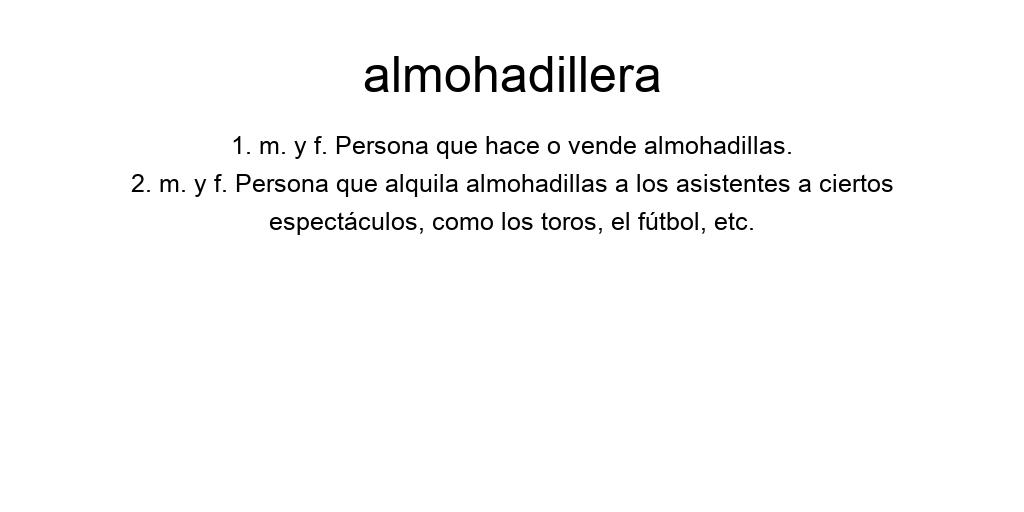 almohadillera
1. m. y f. Persona que hace o vende almohadillas.
2. m. y f. Persona que alquila almohadillas a los asistentes a ciertos
espectáculos, como los toros, el fútbol, etc.